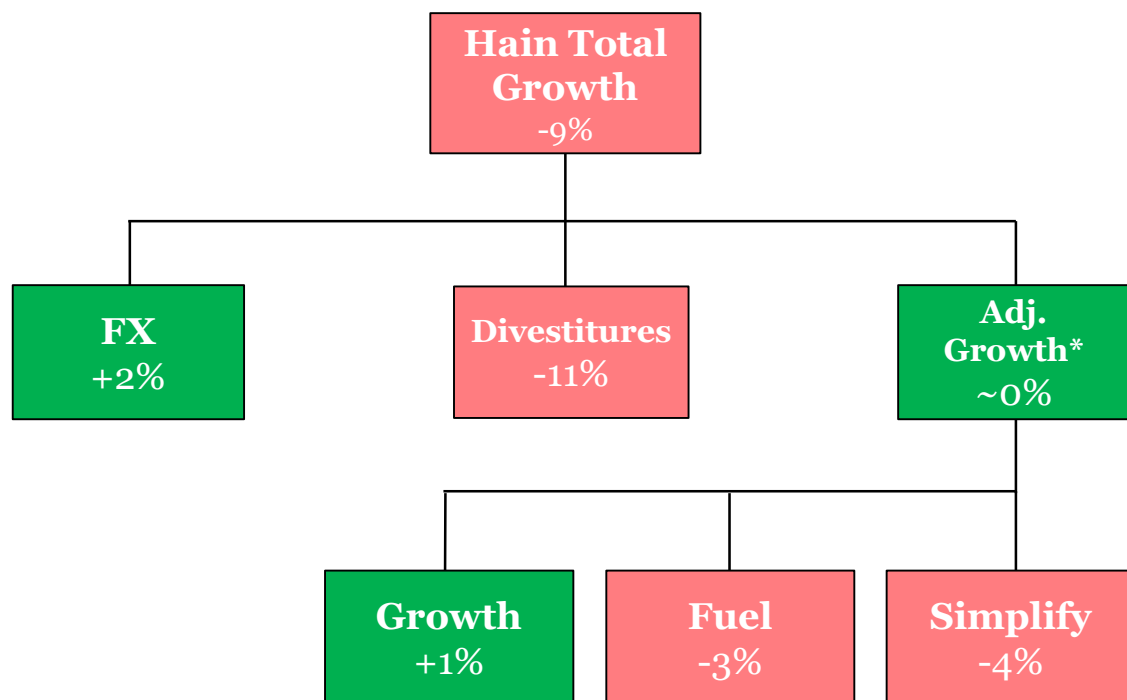 Hain Total
Growth
-9%
FX
+2%
Divestitures
-11%
Adj.
Growth*
~0%
Growth
+1%
Fuel
-3%
Simplify
-4%